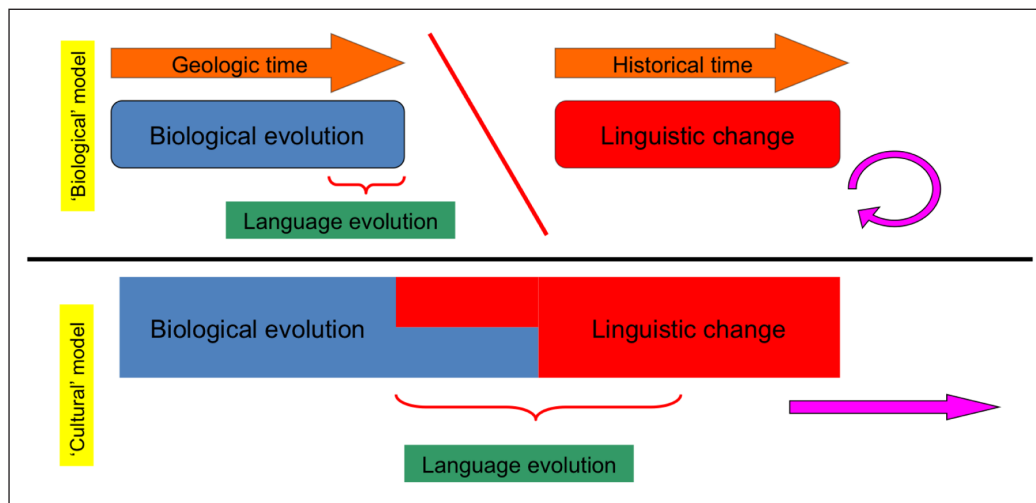 'Biological' model
Geologic time
Historical time
Biological evolution
Linguistic change
Language evolution
'Cultural' model
Biological evolution
Linguistic change
Language evolution